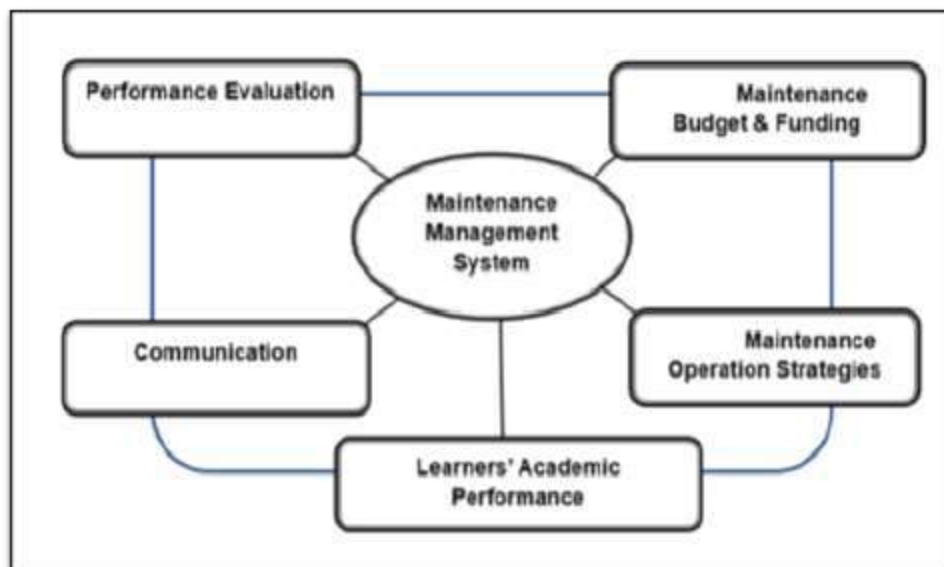 Performance Evaluation
Maintenance
Budget & Funding
Maintenance
Management
System
Communication
Maintenance
Operation Strategies
Learners' Academic
Performance